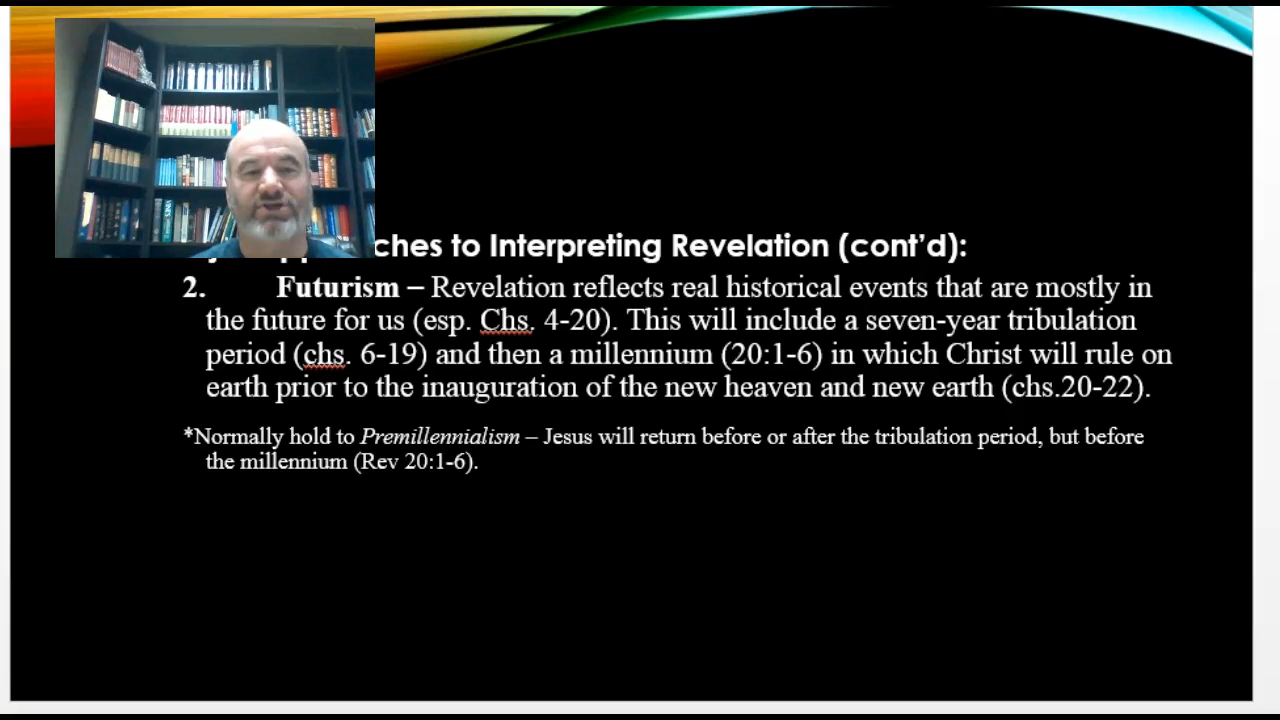 ches to Interpreting Revelation (cont’d):
2. Futurism – Revelation reflects real historical events that are mostly in
the future for us (esp. Chs. 4-20). This will include a seven-year tribulation
period (chs. 6-19) and then a millennium (20:1-6) in which Christ will rule on
earth prior to the inauguration of the new heaven and new earth (chs.20-22).
*Normally hold to Premillennialism – Jesus will return before or after the tribulation period, but before
the millennium (Rev 20:1-6).